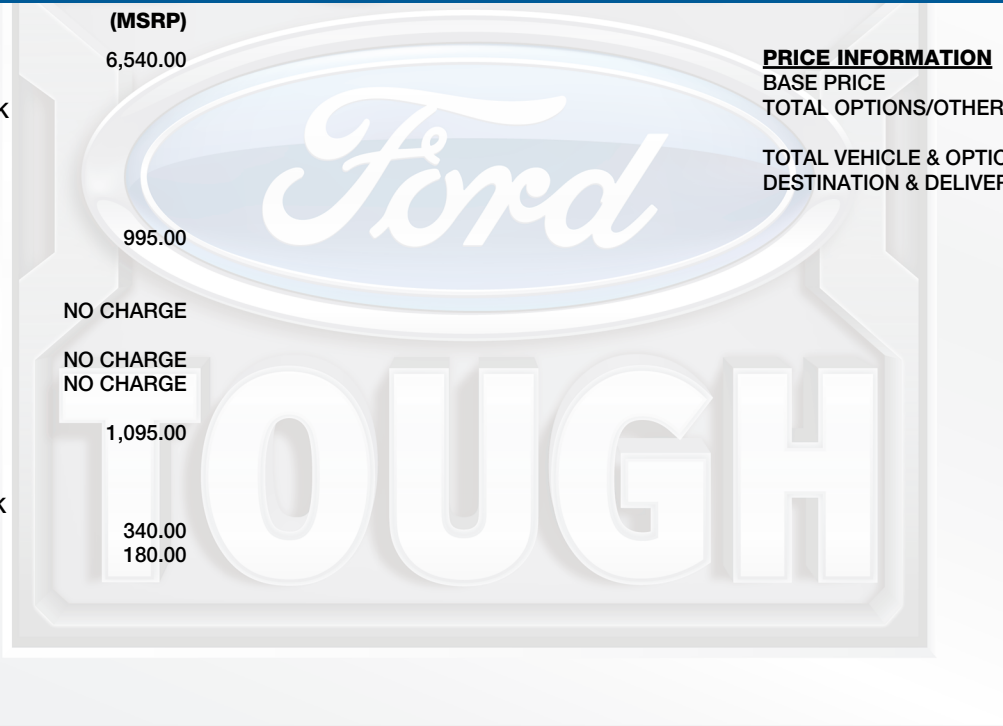 (MSRP)
6,540.00
K
995.00
NO CHARGE
NO CHARGE
NO CHARGE
1,095.00
K
340.00
180.00
PRICE INFORMATION
BASE PRICE
TOTAL OPTIONS/OTHER
TOTAL VEHICLE & OPTIO
DESTINATION & DELIVER
Ford
TOUGH